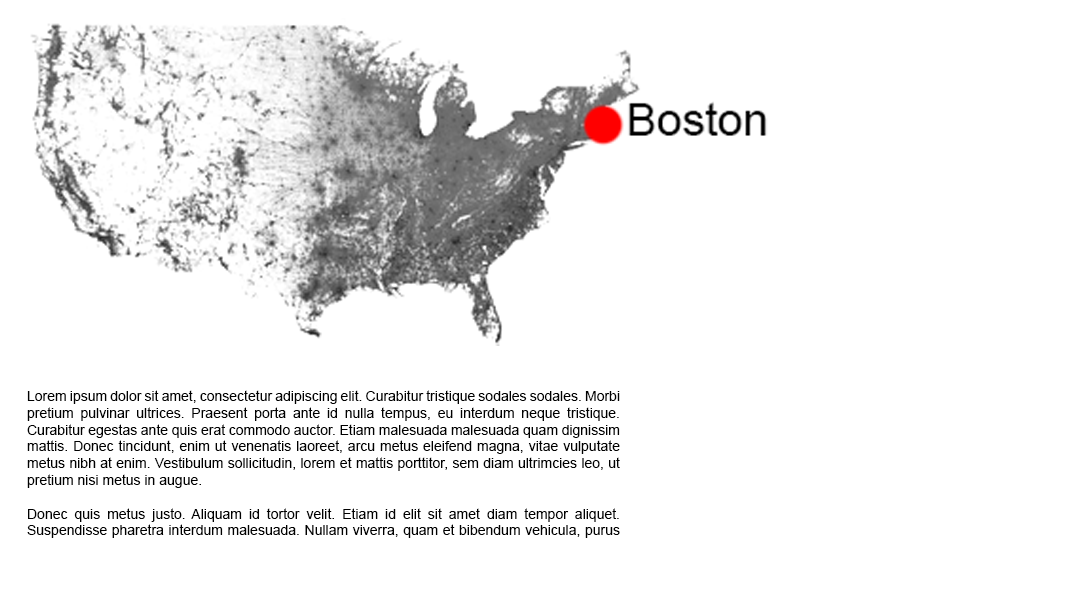 Boston
Lorem ipsum dolor sit amet, consectetur adipiscing elit. Curabitur tristique sodales sodales. Morbi
pretium pulvinar ultrices. Praesent porta ante id nulla tempus, eu interdum neque tristique.
Curabitur egestas ante quis erat commodo auctor. Etiam malesuada malesuada quam dignissim
mattis. Donec tincidunt, enim ut venenatis laoreet, arcu metus eleifend magna, vitae vulputate
metus nibh at enim. Vestibulum sollicitudin, lorem et mattis porttitor, sem diam ultrimcies leo, ut
pretium nisi metus in augue.
Donec quis metus justo. Aliquam id tortor velit. Etiam id elit sit amet diam tempor aliquet.
Suspendisse pharetra interdum malesuada. Nullam viverra, quam et bibendum vehicula, purus